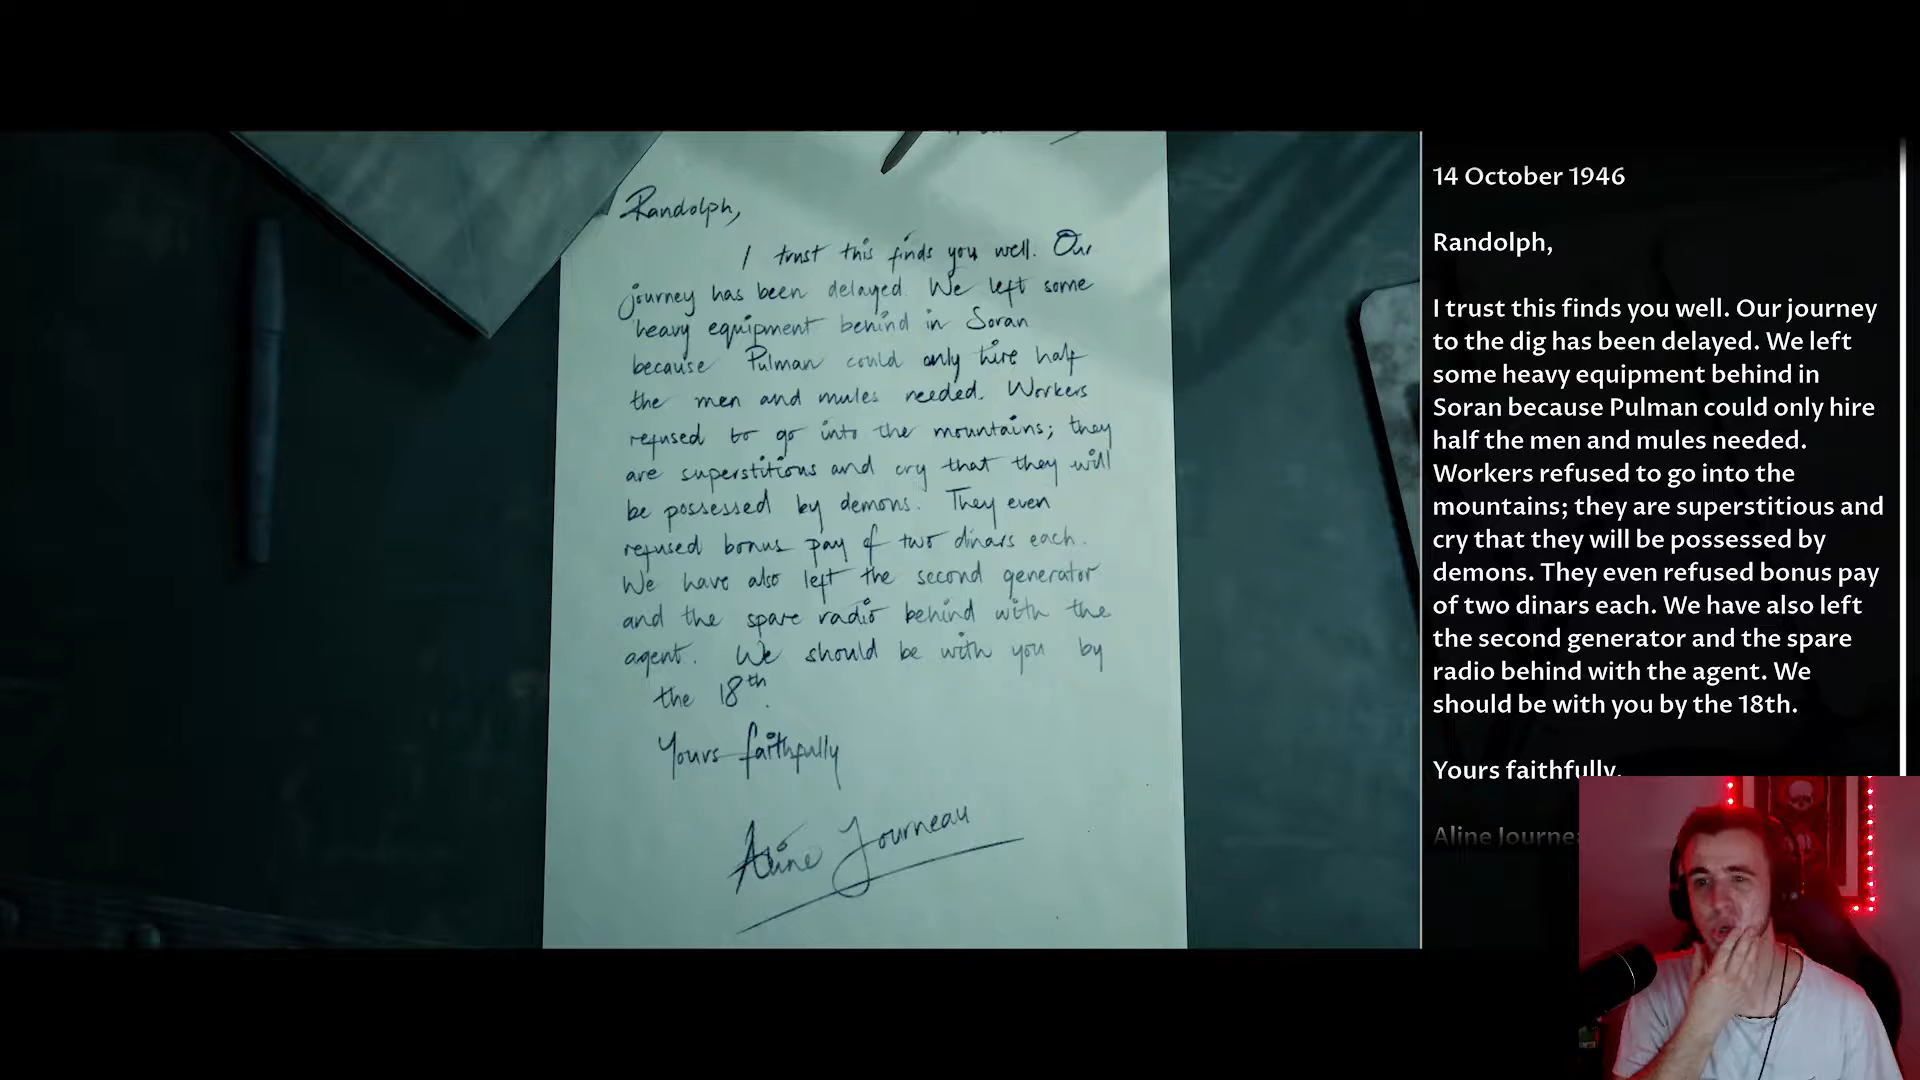 Randolph,
I trust this finds you well. Our
journey has been delayed. We left some
heavy equipment behind in Soran
because Pulman could only hire half
the men and mules needed. Workers
refused to go into the mountains; they
are superstitious and cry that they will
be possessed by demons. They even
refused bonus pay of two dinars each.
We have also left the second generator
and the spare radio behind with the
agent. We should be with you by
the 18th.
Yours faithfully
Aline Journeau
14 October 1946
Randolph,
I trust this finds you well. Our journey
to the dig has been delayed. We left
some heavy equipment behind in
Soran because Pulman could only hire
half the men and mules needed.
Workers refused to go into the
mountains; they are superstitious and
cry that they will be possessed by
demons. They even refused bonus pay
of two dinars each. We have also left
the second generator and the spare
radio behind with the agent. We
should be with you by the 18th.
Yours faithfully,
Aline Journea